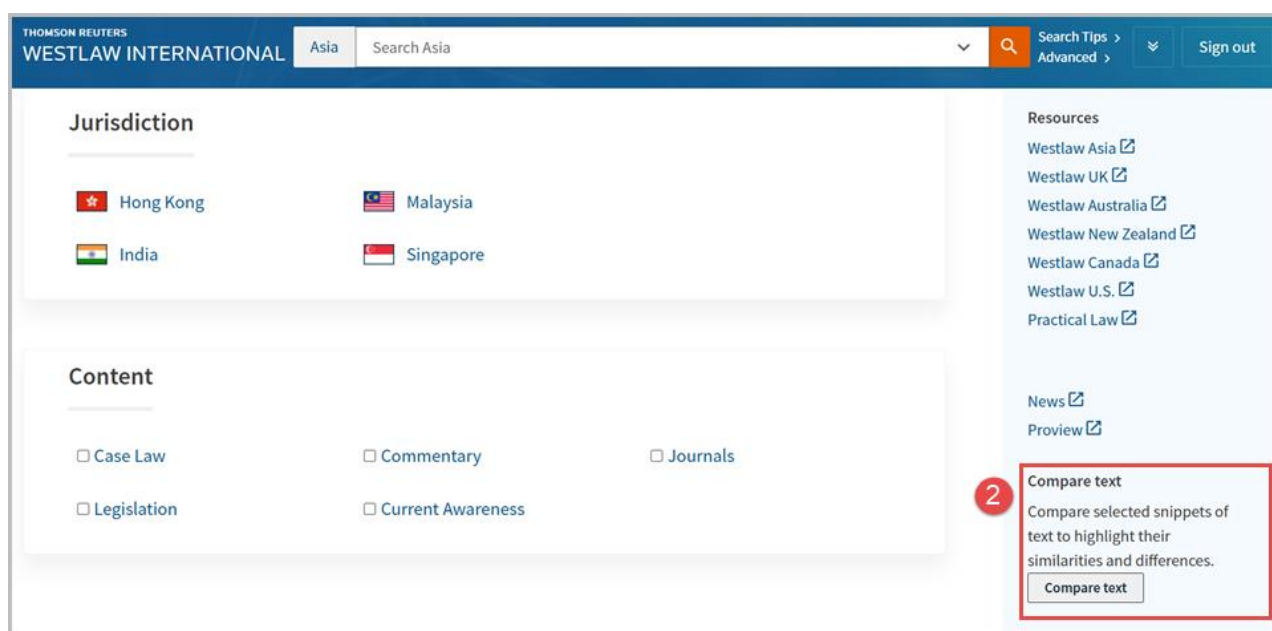 THOMSON REUTERS
WESTLAW INTERNATIONAL
Asia
Search Asia
Search Tips
Advanced
Sign out
Jurisdiction
Hong Kong
Malaysia
India
Singapore
Content
Case Law
Commentary
Journals
Legislation
Current Awareness
Resources
Westlaw Asia
Westlaw UK
Westlaw Australia
Westlaw New Zealand
Westlaw Canada
Westlaw U.S.
Practical Law
News
Proview
2
Compare text
Compare selected snippets of
text to highlight their
similarities and differences.
Compare text